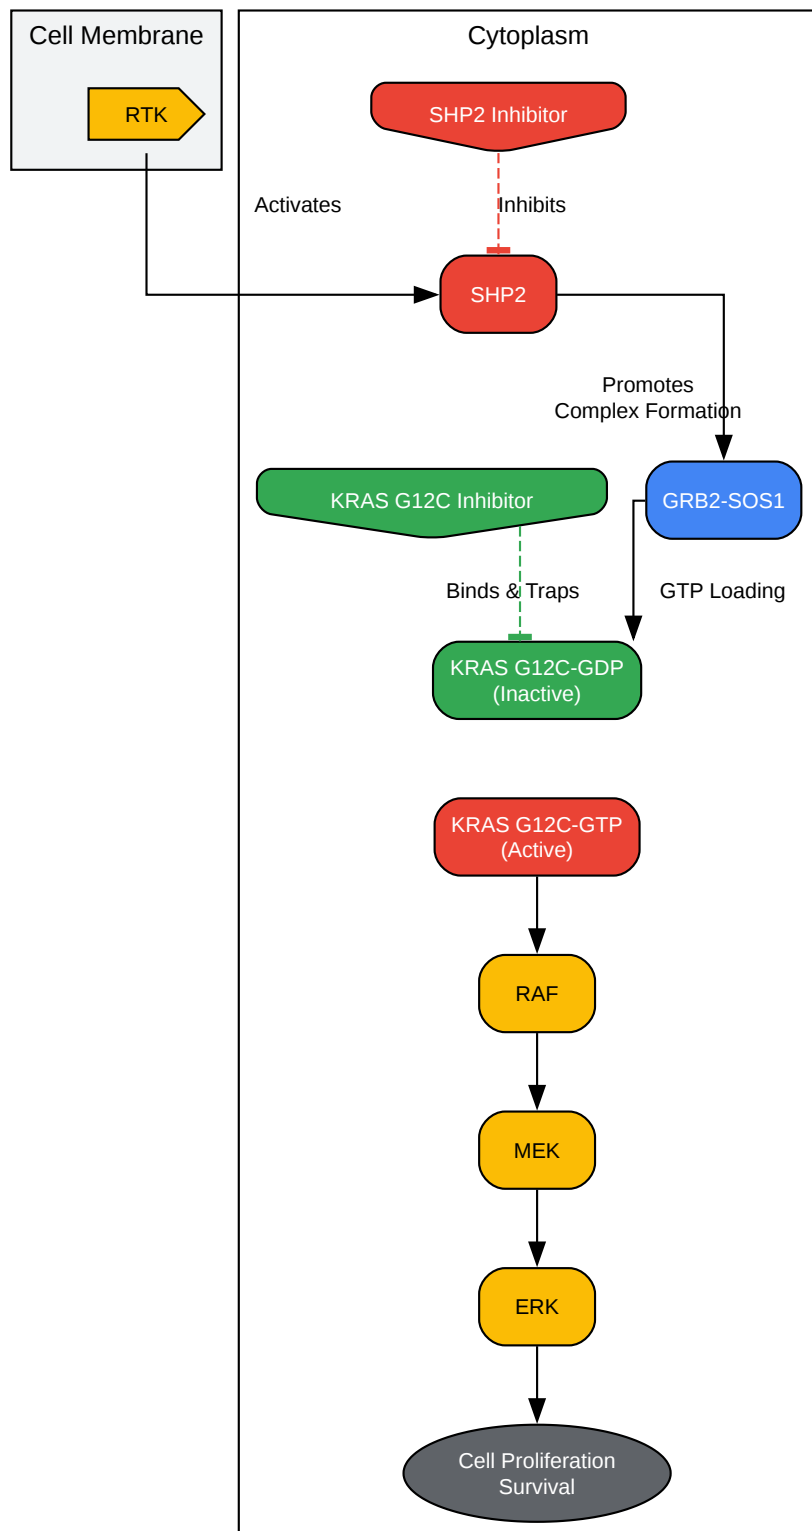 Cell Membrane
Cytoplasm
RTK
SHP2 Inhibitor
Activates
Inhibits
SHP2
Promotes
Complex Formation
KRAS G12C Inhibitor
GRB2-SOS1
Binds & Traps
GTP Loading
KRAS G12C-GDP
(Inactive)
KRAS G12C-GTP
(Active)
RAF
MEK
ERK
Cell Proliferation
Survival